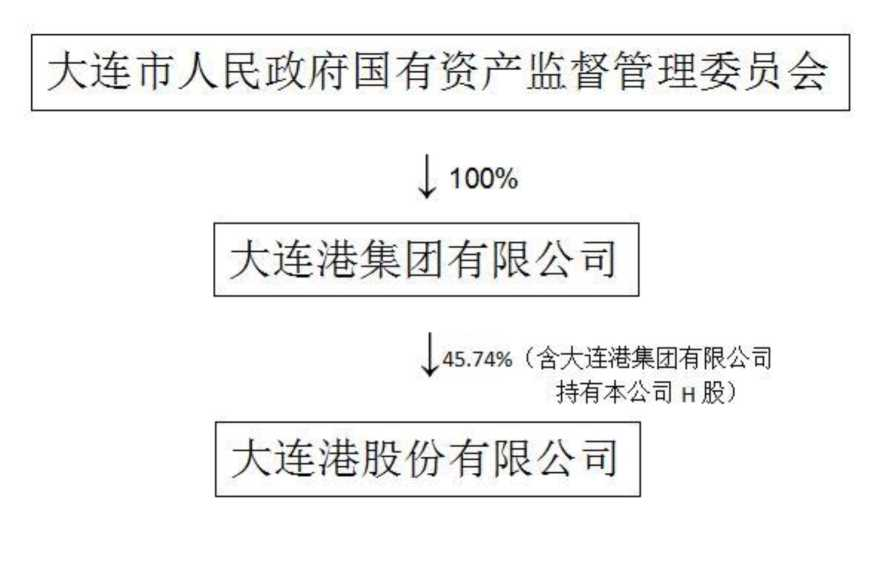 大连市人民政府国有资产监督管理委员会
↓ 100%
大连港集团有限公司
↓ 45.74%（含大连港集团有限公司
持有本公司 H 股）
大连港股份有限公司